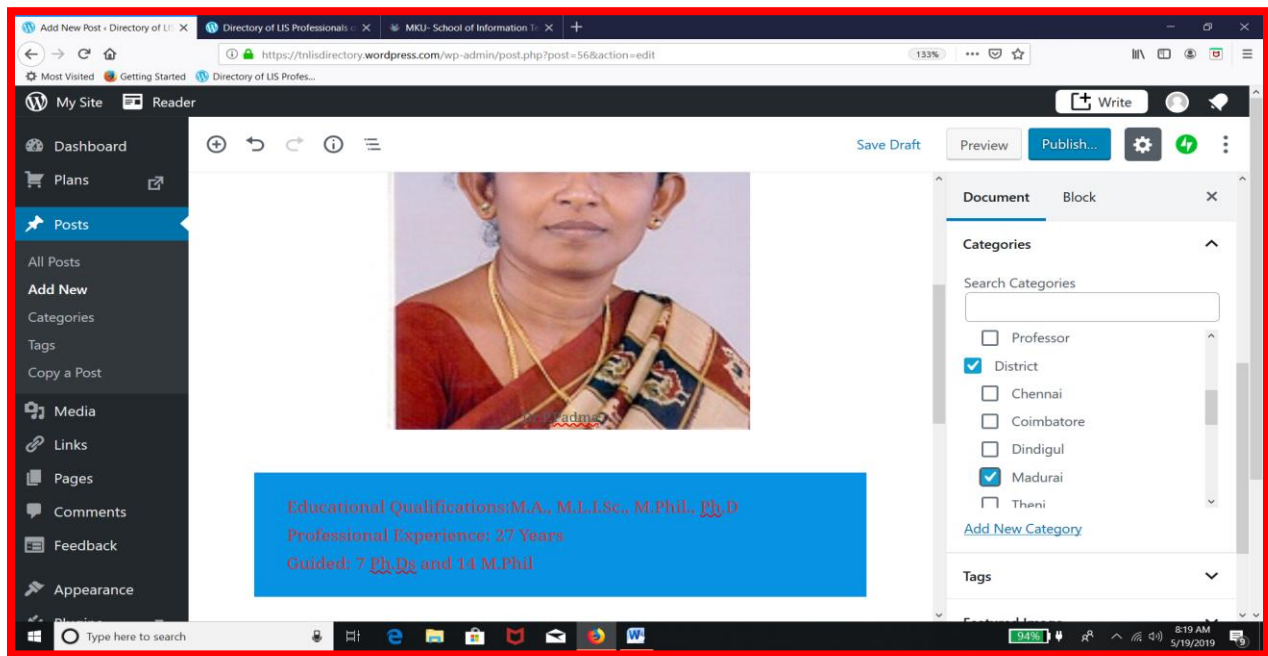 Add New Post ‹ Directory of LI
Directory of LIS Professionals o
MKU- School of Information Te
https://tnlisdirectory.wordpress.com/wp-admin/post.php?post=56&action=edit
133%
Most Visited
Getting Started
Directory of LIS Profes...
My Site
Reader
Write
Dashboard
Plans
Posts
All Posts
Add New
Categories
Tags
Copy a Post
Media
Links
Pages
Comments
Feedback
Appearance
Save Draft
Preview
Publish...
Padma
Educational Qualifications:M.A., M.L.I.Sc., M.Phil., Ph.D
Professional Experience: 27 Years
Guided: 7 Ph.Ds and 14 M.Phil
Document
Block
Categories
Search Categories
Professor
District
Chennai
Coimbatore
Dindigul
Madurai
Theni
Add New Category
Tags
Type here to search
94%
8:19 AM
5/19/2019
9